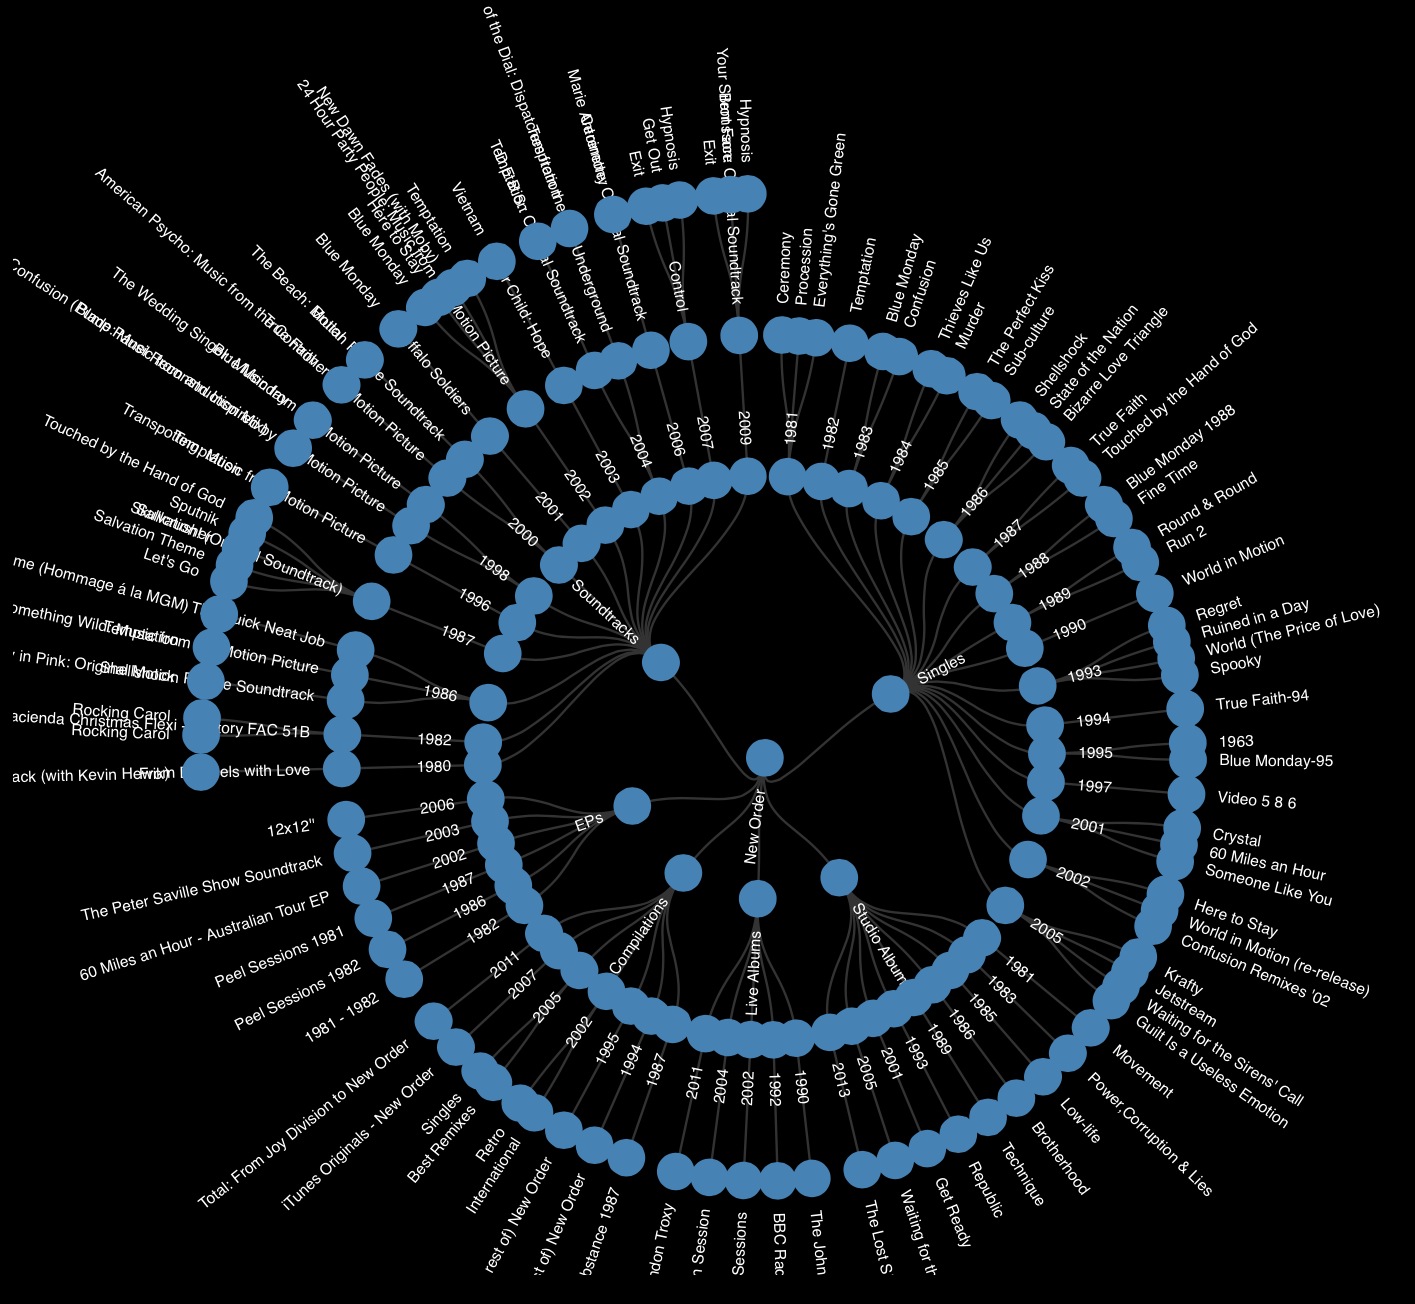 New Order
Singles
1981
Ceremony
Procession
Everything's Gone Green
1982
Temptation
1983
Blue Monday
Confusion
1984
Thieves Like Us
Murder
1985
The Perfect Kiss
Sub-culture
1986
Shellshock
State of the Nation
Bizarre Love Triangle
1987
True Faith
Touched by the Hand of God
1988
Blue Monday 1988
Fine Time
1989
Round & Round
Run 2
1990
World in Motion
1993
Regret
Ruined in a Day
World (The Price of Love)
Spooky
1994
True Faith-94
1995
1963
Blue Monday-95
1997
Video 5 8 6
2001
Crystal
60 Miles an Hour
Someone Like You
2002
Here to Stay
World in Motion (re-release)
Confusion Remixes '02
2005
Krafty
Jetstream
Waiting for the Sirens' Call
Guilt Is a Useless Emotion
Studio Album
1981
Movement
1983
Power,Corruption & Lies
1985
Low-life
1986
Brotherhood
1989
Technique
1993
Republic
2001
Get Ready
2005
Waiting for th
2013
The Lost S
Live Albums
1990
The John
1992
BBC Rac
2002
Sessions
2004
n Session
2011
ndon Troxy
Compilations
1987
bstance 1987
1994
t of) New Order
1995
rest of) New Order
2002
International
Retro
2005
Best Remixes
Singles
2007
iTunes Originals - New Order
2011
Total: From Joy Division to New Order
EPs
1982
1981 - 1982
1986
Peel Sessions 1982
1987
Peel Sessions 1981
2002
60 Miles an Hour - Australian Tour EP
2003
The Peter Saville Show Soundtrack
2006
12x12"
Soundtracks
1980
From Brussels with Love
ack (with Kevin Hewick)
1982
acienda Christmas Flexi - Factory FAC 51B
Rocking Carol
Rocking Carol
1986
y in Pink: Original Motion Picture Soundtrack
Shellshock
omething Wild: Music from Motion Picture
Temptation
Quick Neat Job
me (Hommage á la MGM) T
1987
Salvation! (Original Soundtrack)
Let's Go
Salvation Theme
Skullcrusher
Sputnik
Touched by the Hand of God
1996
Trainspotting: Music from Motion Picture
Temptation
1998
Blade: Music from and Inspired by Motion Picture
Confusion (Pump Panel Reconstruction Mix)
The Wedding Singer: Music from Motion Picture
Blue Monday
2000
American Psycho: Music from the Motion Picture
True Faith
The Beach: Motion Picture Soundtrack
Brutal
2001
Buffalo Soldiers
Blue Monday
2002
24 Hour Party People: Music from Motion Picture
Blue Monday
Here to Stay
New Dawn Fades (with Moby)
Temptation
2003
r Child: Hope
Vietnam
2004
al Soundtrack
Temptation
of the Dial: Dispatches from the Underground
Temptation
2006
Marie Antoinette: Original Soundtrack
Ceremony
2007
Control
Exit
Get Out
Hypnosis
2009
al Soundtrack
Exit
Hypnosis